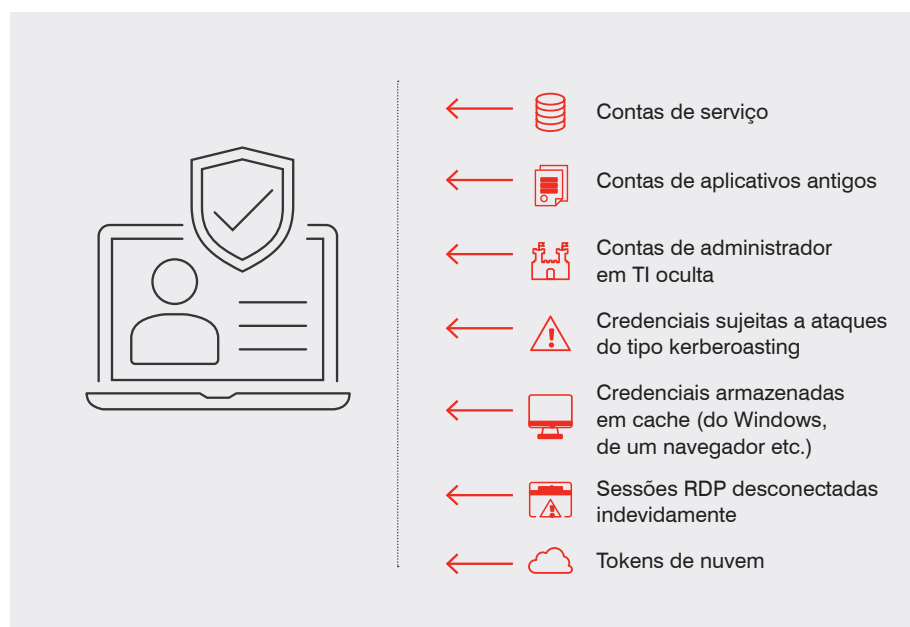 Contas de serviço
Contas de aplicativos antigos
Contas de administrador
em TI oculta
Credenciais sujeitas a ataques
do tipo kerberoasting
Credenciais armazenadas
em cache (do Windows,
de um navegador etc.)
Sessões RDP desconectadas
indevidamente
Tokens de nuvem